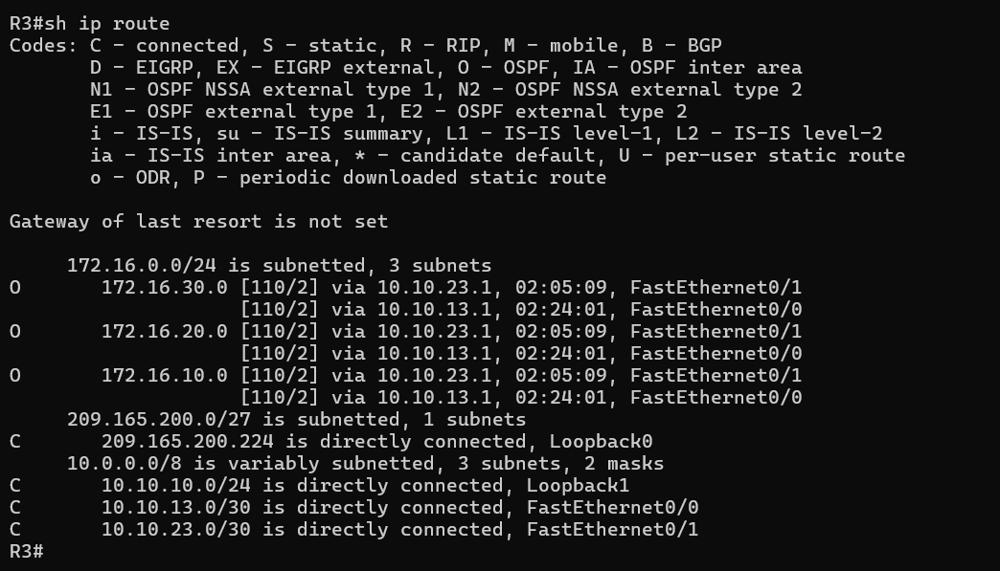 R3#sh ip route
Codes: C - connected, S - static, R - RIP, M - mobile, B - BGP
       D - EIGRP, EX - EIGRP external, O - OSPF, IA - OSPF inter area
       N1 - OSPF NSSA external type 1, N2 - OSPF NSSA external type 2
       E1 - OSPF external type 1, E2 - OSPF external type 2
       i - IS-IS, su - IS-IS summary, L1 - IS-IS level-1, L2 - IS-IS level-2
       ia - IS-IS inter area, * - candidate default, U - per-user static route
       o - ODR, P - periodic downloaded static route

Gateway of last resort is not set

     172.16.0.0/24 is subnetted, 3 subnets
O       172.16.30.0 [110/2] via 10.10.23.1, 02:05:09, FastEthernet0/1
                    [110/2] via 10.10.13.1, 02:24:01, FastEthernet0/0
O       172.16.20.0 [110/2] via 10.10.23.1, 02:05:09, FastEthernet0/1
                    [110/2] via 10.10.13.1, 02:24:01, FastEthernet0/0
O       172.16.10.0 [110/2] via 10.10.23.1, 02:05:09, FastEthernet0/1
                    [110/2] via 10.10.13.1, 02:24:01, FastEthernet0/0
     209.165.200.0/27 is subnetted, 1 subnets
C       209.165.200.224 is directly connected, Loopback0
     10.0.0.0/8 is variably subnetted, 3 subnets, 2 masks
C       10.10.10.0/24 is directly connected, Loopback1
C       10.10.13.0/30 is directly connected, FastEthernet0/0
C       10.10.23.0/30 is directly connected, FastEthernet0/1
R3#